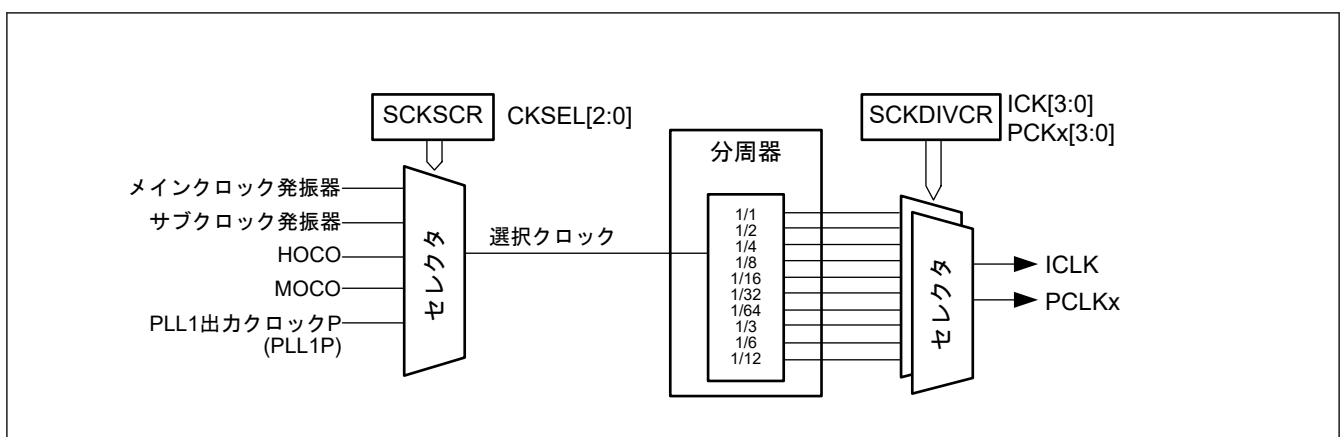 SCKSCR
CKSEL[2:0]
SCKDIVCR
ICK[3:0]
PCKx[3:0]
分周器
メインクロック発振器
サブクロック発振器
HOCO
MOCO
PLL1出力クロックP
(PLL1P)
セレクタ
選択クロック
1/1
1/2
1/4
1/8
1/16
1/32
1/64
1/3
1/6
1/12
セレクタ
ICLK
PCLKx